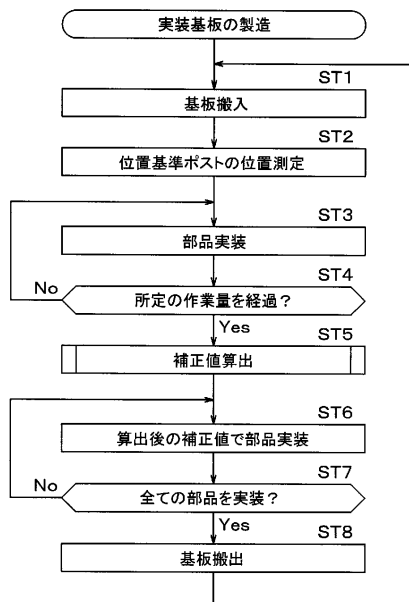 実装基板の製造
ST1
基板搬入
ST2
位置基準ポストの位置測定
ST3
部品実装
ST4
No
所定の作業量を経過?
Yes
ST5
補正値算出
ST6
算出後の補正値で部品実装
ST7
No
全ての部品を実装?
Yes
ST8
基板搬出